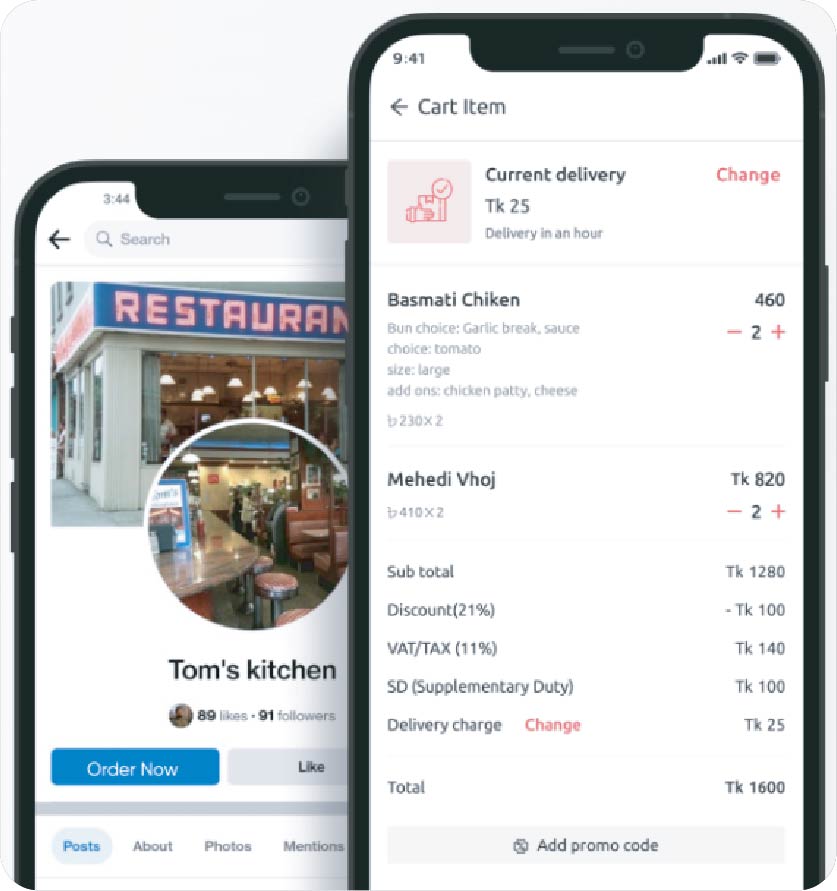 3:44
Search
RESTAURAN
Tom's kitchen
89 likes · 91 followers
Order Now
Like
Posts
About
Photos
Mentions
9:41
Cart Item
Current delivery
Change
Tk 25
Delivery in an hour
Basmati Chiken
460
Bun choice: Garlic break, sauce
choice: tomato
size: large
add ons: chicken patty, cheese
− 2 +
৳230×2
Mehedi Vhoj
Tk 820
৳410×2
− 2 +
Sub total
Tk 1280
Discount(21%)
- Tk 100
VAT/TAX (11%)
Tk 140
SD (Supplementary Duty)
Tk 100
Delivery charge
Change
Tk 25
Total
Tk 1600
Add promo code